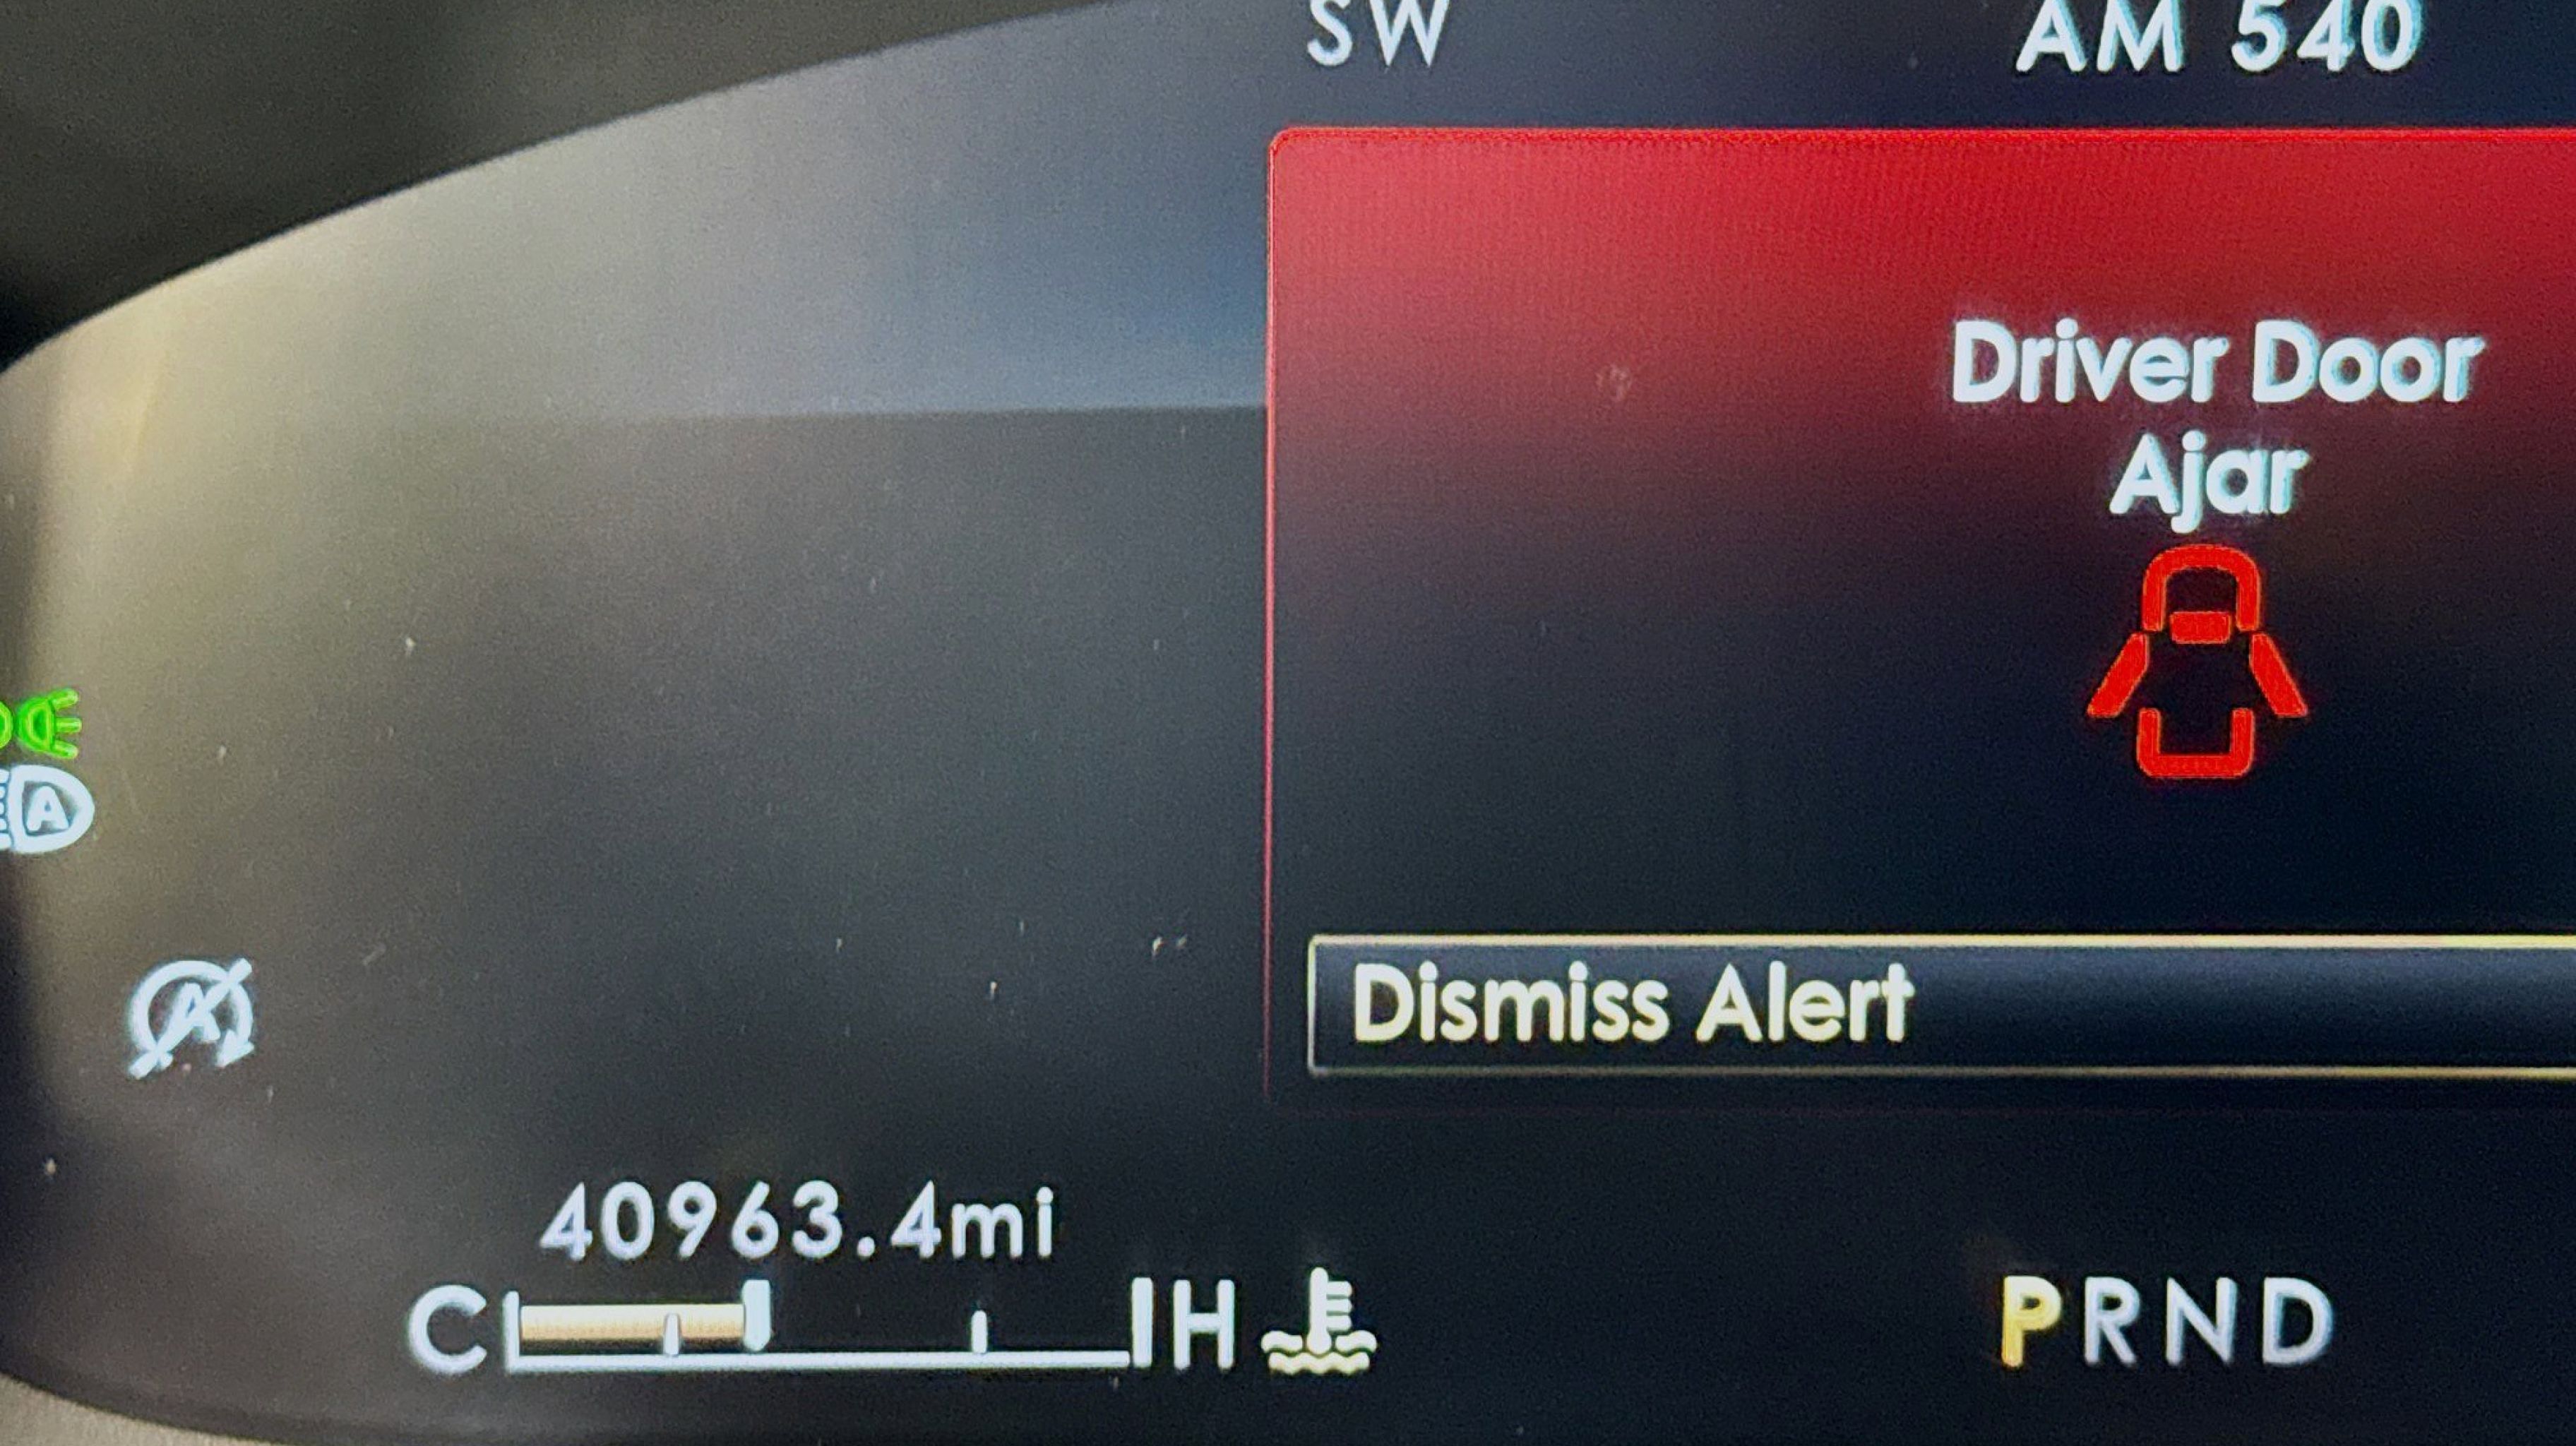 SW
AM 540
Driver Door
Ajar
A
Dismiss Alert
A
40963.4mi
C H
PRND